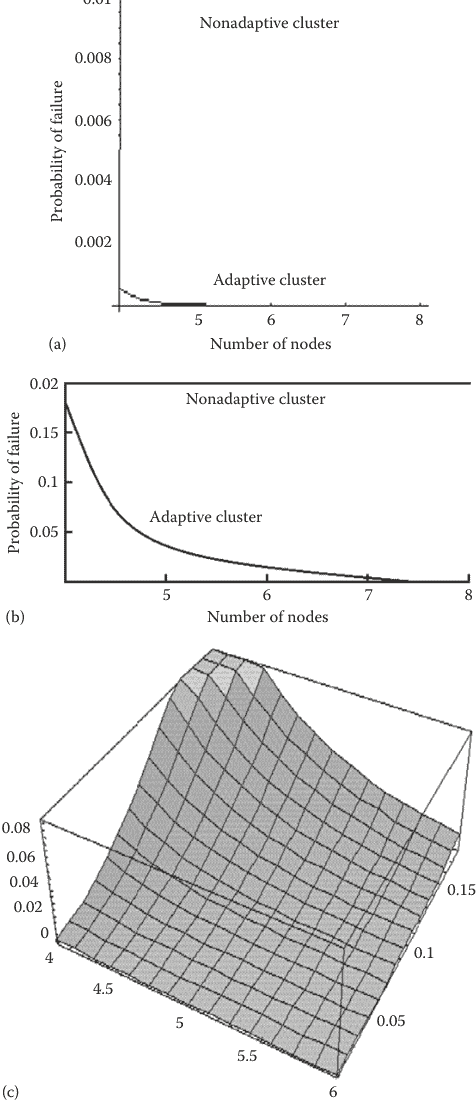 0.01
Nonadaptive cluster
0.008
0.006
0.004
0.002
Probability of failure
Adaptive cluster
5 6 7 8
(a) Number of nodes
0.02
Nonadaptive cluster
0.15
0.1
0.05
Probability of failure
Adaptive cluster
5 6 7 8
(b) Number of nodes
0.08
0.06
0.04
0.02
0
4
4.5
5
5.5
6
0.05
0.1
0.15
(c)